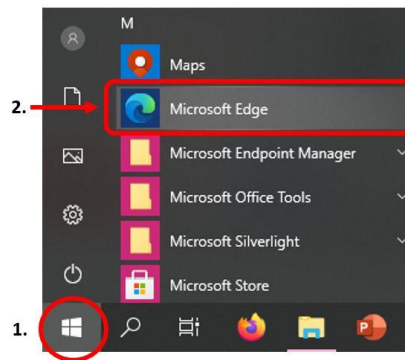 M
Maps
2.
Microsoft Edge
Microsoft Endpoint Manager
Microsoft Office Tools
Microsoft Silverlight
Microsoft Store
1.
P